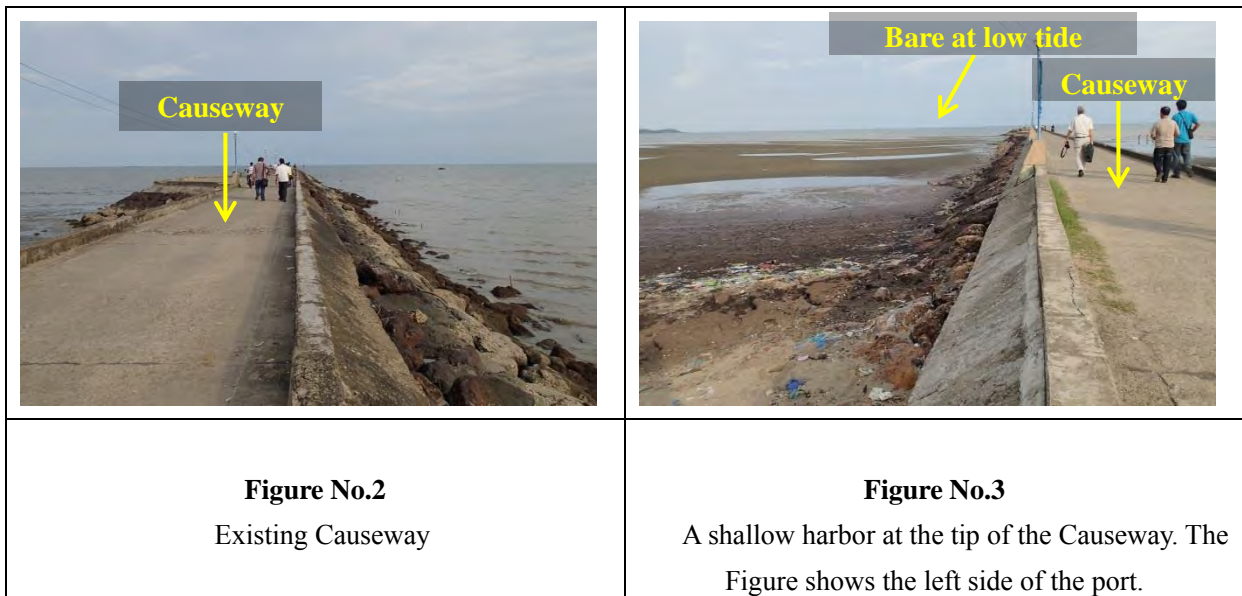 Causeway
Bare at low tide
Causeway
Figure No.2
Existing Causeway
Figure No.3
A shallow harbor at the tip of the Causeway. The
Figure shows the left side of the port.